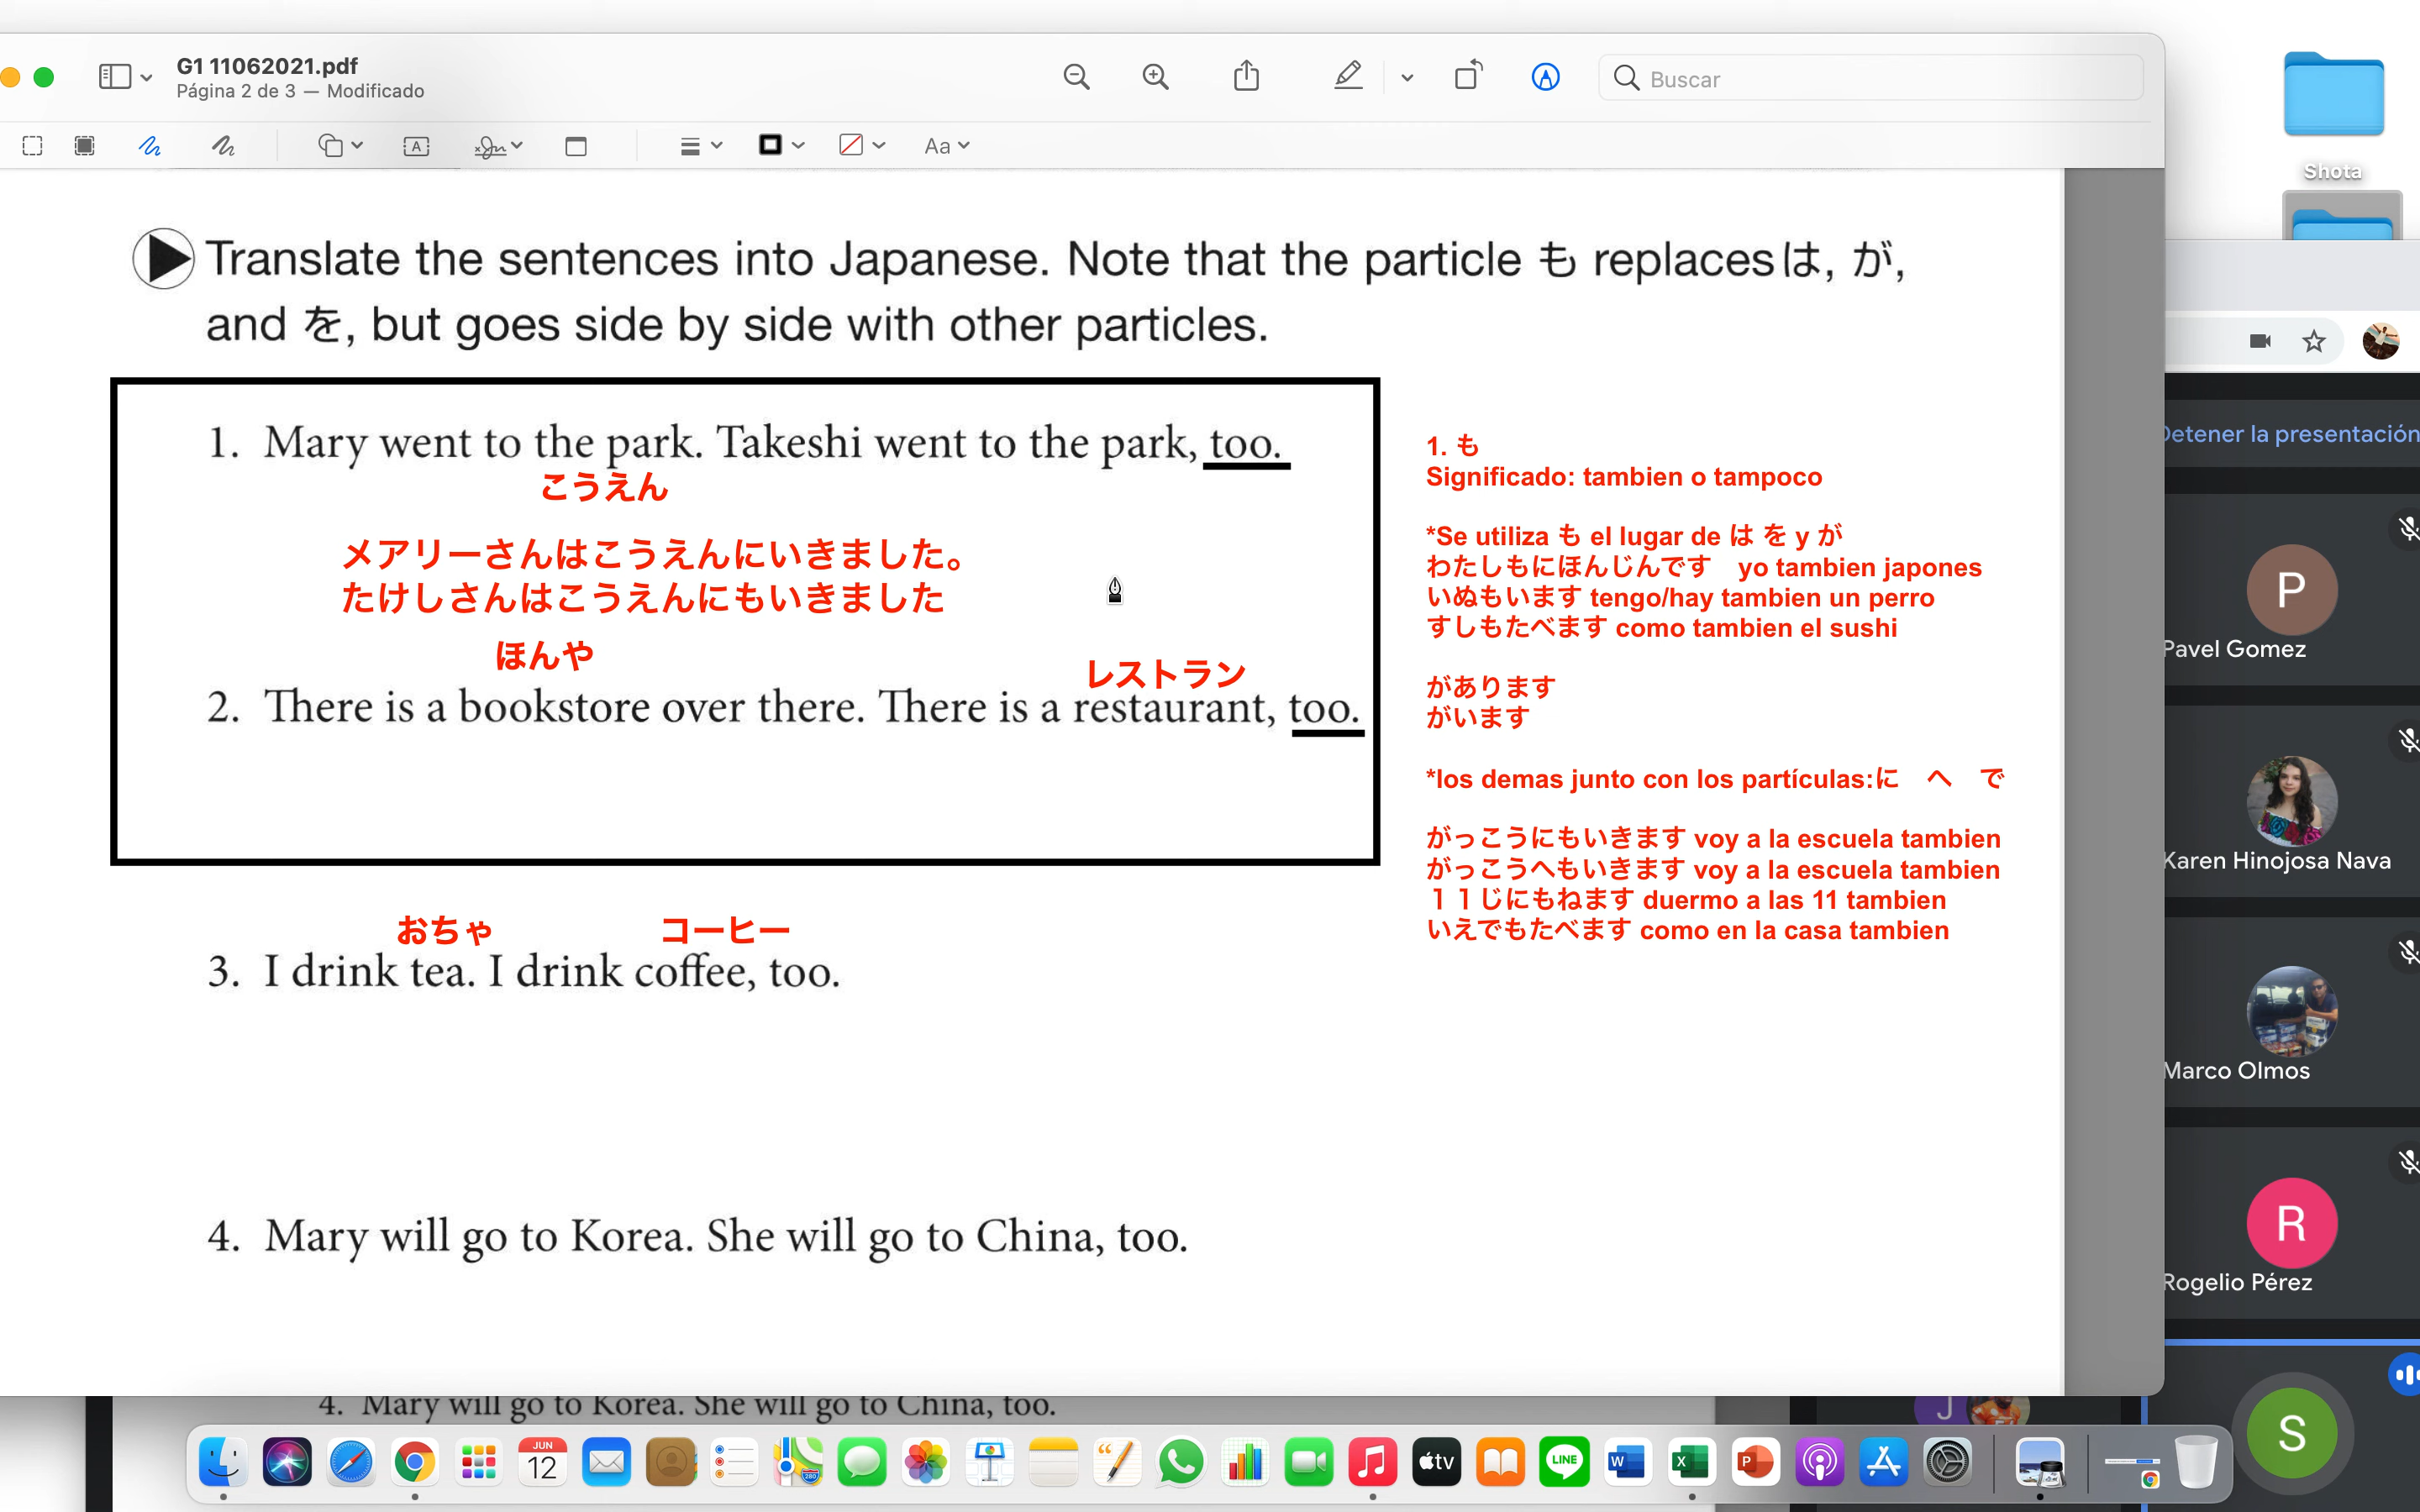 G1 11062021.pdf
Página 2 de 3 — Modificado
Buscar
Aa
Shota
Translate the sentences into Japanese. Note that the particle も replaces は, が,
and を, but goes side by side with other particles.
1. Mary went to the park. Takeshi went to the park, too.
こうえん
メアリーさんはこうえんにいきました。
たけしさんはこうえんにもいきました
ほんや
レストラン
2. There is a bookstore over there. There is a restaurant, too.
おちゃ
コーヒー
3. I drink tea. I drink coffee, too.
4. Mary will go to Korea. She will go to China, too.
1. も
Significado: tambien o tampoco
*Se utiliza も el lugar de は を y が
わたしもにほんじんです yo tambien japones
いぬもいます tengo/hay tambien un perro
すしもたべます como tambien el sushi
があります
がいます
*los demas junto con los partículas:に へ で
がっこうにもいきます voy a la escuela tambien
がっこうへもいきます voy a la escuela tambien
１１じにもねます duermo a las 11 tambien
いえでもたべます como en la casa tambien
Detener la presentación
P
Pavel Gomez
Karen Hinojosa Nava
Marco Olmos
R
Rogelio Pérez
S
J
4. Mary will go to Korea. She will go to China, too.
JUN
12
280
tv
LINE
W
X
P